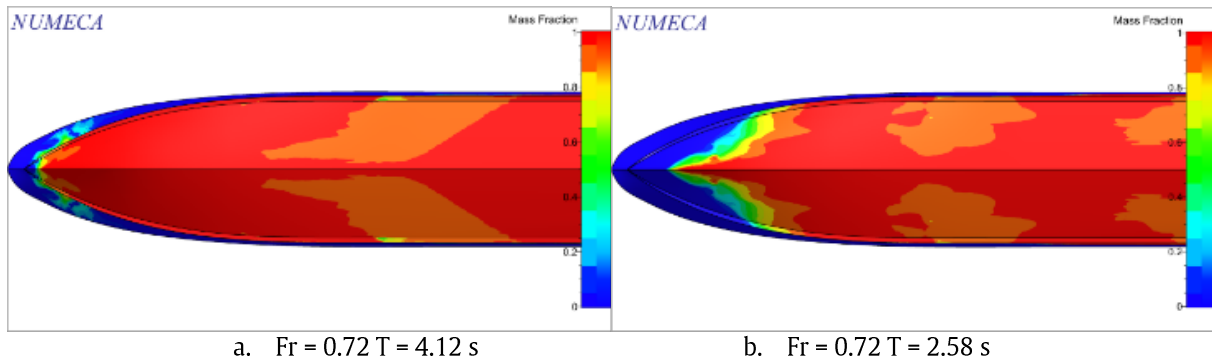 NUMECA
Mass Fraction
1
0.8
0.6
0.4
0.2
0
NUMECA
Mass Fraction
1
0.8
0.6
0.4
0.2
0
a. Fr = 0.72 T = 4.12 s
b. Fr = 0.72 T = 2.58 s